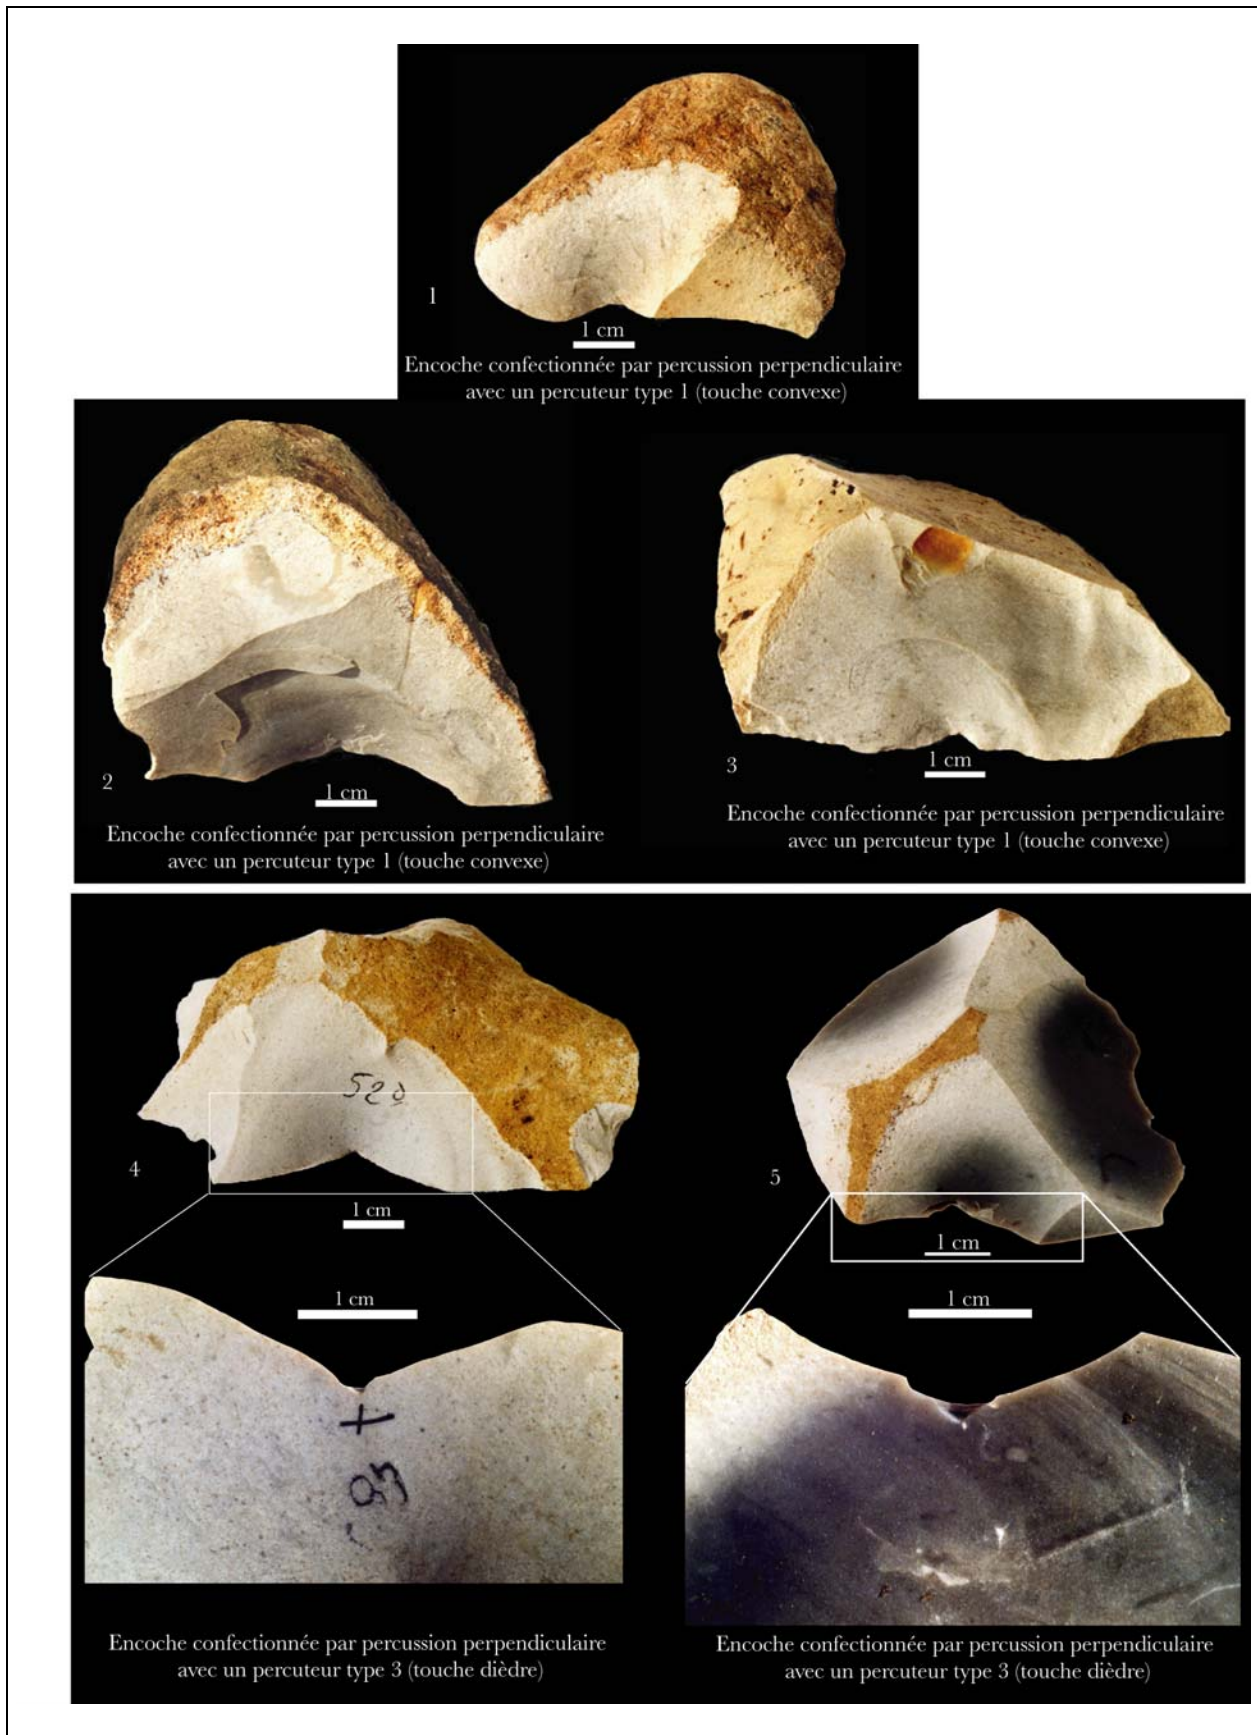 1
1 cm
Encoche confectionnée par percussion perpendiculaire
avec un percuteur type 1 (touche convexe)
2
1 cm
Encoche confectionnée par percussion perpendiculaire
avec un percuteur type 1 (touche convexe)
3
1 cm
Encoche confectionnée par percussion perpendiculaire
avec un percuteur type 1 (touche convexe)
4
1 cm
1 cm
Encoche confectionnée par percussion perpendiculaire
avec un percuteur type 3 (touche dièdre)
5
1 cm
1 cm
Encoche confectionnée par percussion perpendiculaire
avec un percuteur type 3 (touche dièdre)